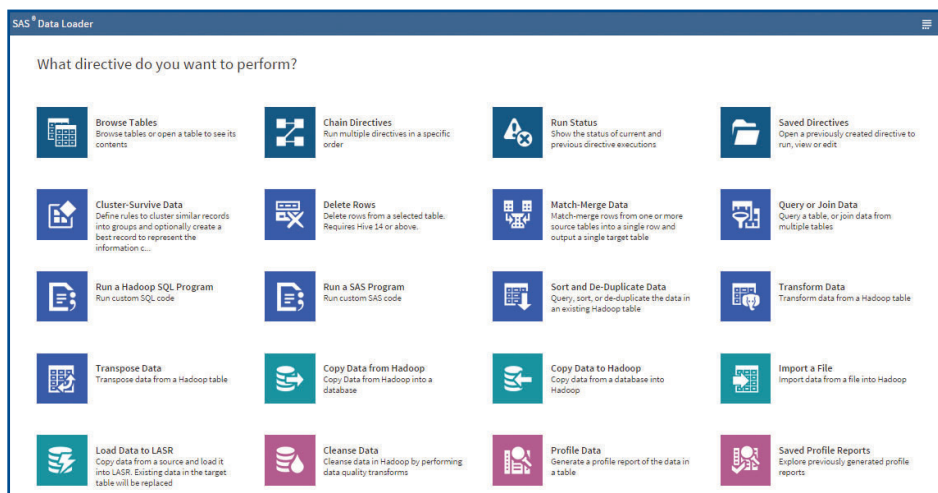 SAS® Data Loader
What directive do you want to perform?
Browse Tables
Browse tables or open a table to see its
contents
Chain Directives
Run multiple directives in a specific
order
Run Status
Show the status of current and
previous directive executions
Saved Directives
Open a previously created directive to
run, view or edit
Cluster-Survive Data
Define rules to cluster similar records
into groups and optionally create a
best record to represent the
information c...
Delete Rows
Delete rows from a selected table.
Requires Hive 14 or above.
Match-Merge Data
Match-merge rows from one or more
source tables into a single row and
output a single target table
Query or Join Data
Query a table, or join data from
multiple tables
Run a Hadoop SQL Program
Run custom SQL code
Run a SAS Program
Run custom SAS code
Sort and De-Duplicate Data
Query, sort, or de-duplicate the data in
an existing Hadoop table
Transform Data
Transform data from a Hadoop table
Transpose Data
Transpose data from a Hadoop table
Copy Data from Hadoop
Copy Data from Hadoop into a
database
Copy Data to Hadoop
Copy data from a database into
Hadoop
Import a File
Import data from a file into Hadoop
Load Data to LASR
Copy data from a source and load it
into LASR. Existing data in the target
table will be replaced
Cleanse Data
Cleanse data in Hadoop by performing
data quality transforms
Profile Data
Generate a profile report of the data in
a table
Saved Profile Reports
Explore previously generated profile
reports